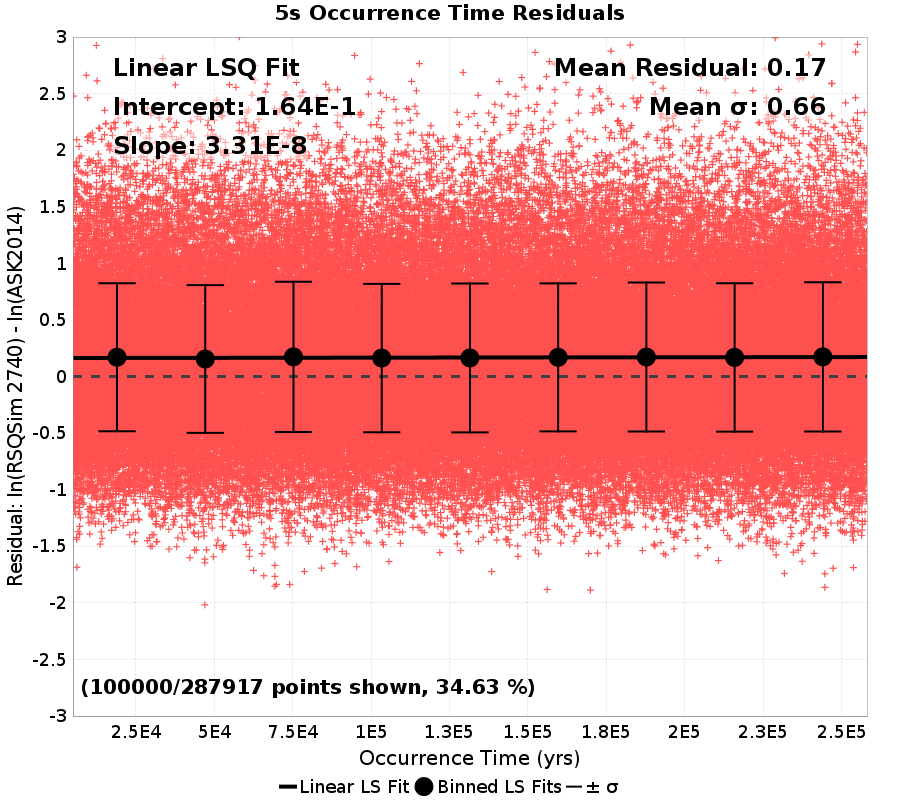 5s Occurrence Time Residuals
Linear LSQ Fit
Intercept: 1.64E-1
Slope: 3.31E-8
Mean Residual: 0.17
Mean σ: 0.66
Residual: ln(RSQSim 2740) - ln(ASK2014)
3
2.5
2
1.5
1
0.5
0
-0.5
-1
-1.5
-2
-2.5
-3
(100000/287917 points shown, 34.63 %)
2.5E4 5E4 7.5E4 1E5 1.3E5 1.5E5 1.8E5 2E5 2.3E5 2.5E5
Occurrence Time (yrs)
Linear LS Fit Binned LS Fits ± σ